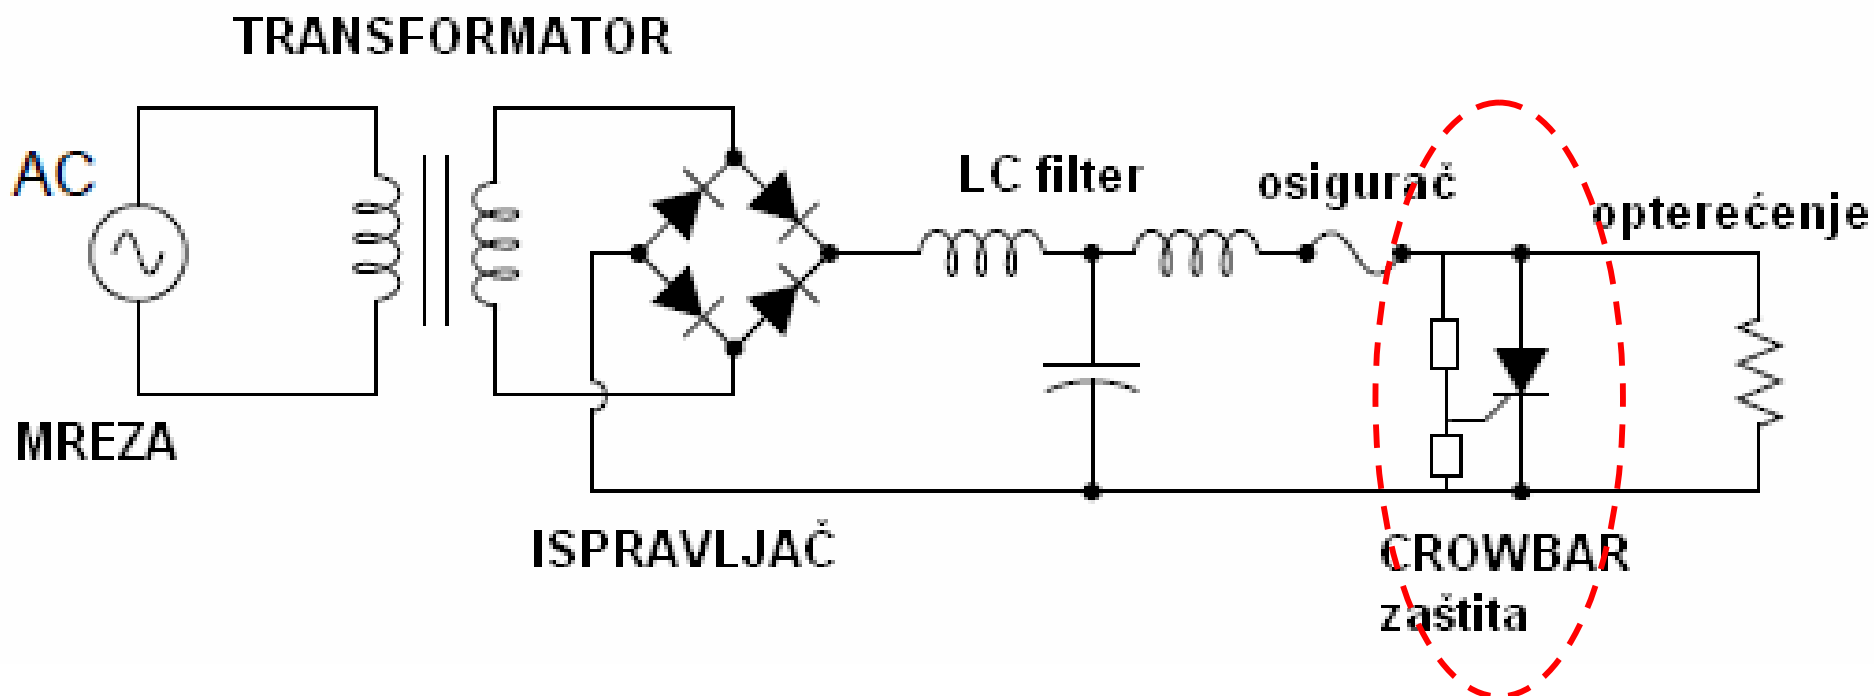 TRANSFORMATOR
AC
LC filter
osigurač
opterećenje
MREZA
ISPRAVLJAČ
CROWBAR
zaštita